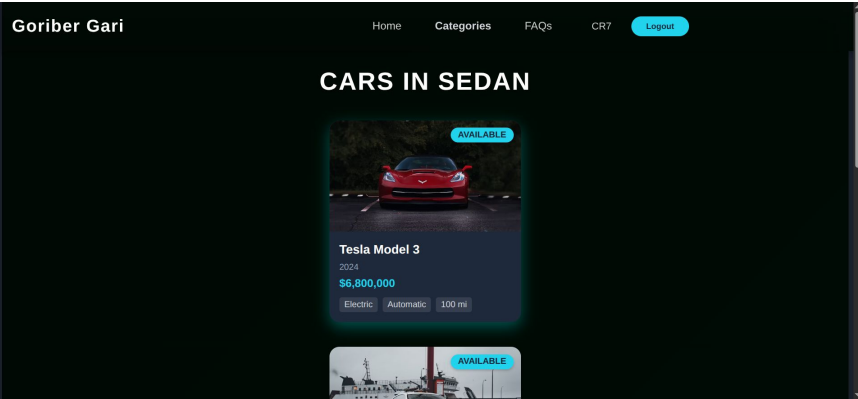 Goriber Gari
Home Categories FAQs CR7 Logout
CARS IN SEDAN
AVAILABLE
Tesla Model 3
2024
$6,800,000
Electric Automatic 100 mi
AVAILABLE